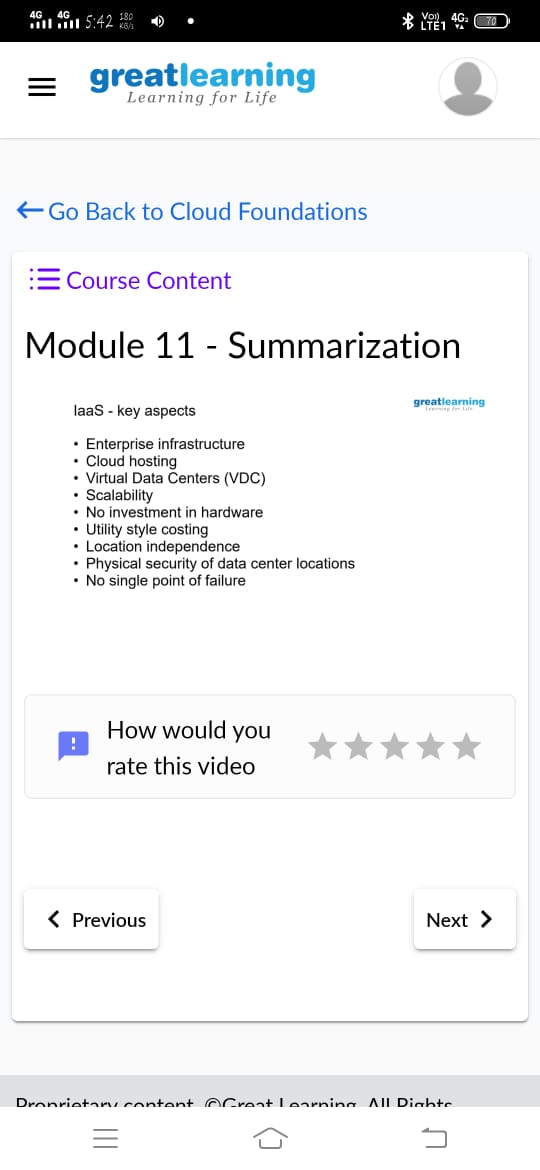 4G 4G 5:42 180 KB/s Vo) LTE1 4G2 70
greatlearning
Learning for Life
Go Back to Cloud Foundations
Course Content
Module 11 - Summarization
IaaS - key aspects
greatlearning
Learning for Life
• Enterprise infrastructure
• Cloud hosting
• Virtual Data Centers (VDC)
• Scalability
• No investment in hardware
• Utility style costing
• Location independence
• Physical security of data center locations
• No single point of failure
How would you
rate this video
Previous
Next
Proprietary content. ©Great Learning. All Rights